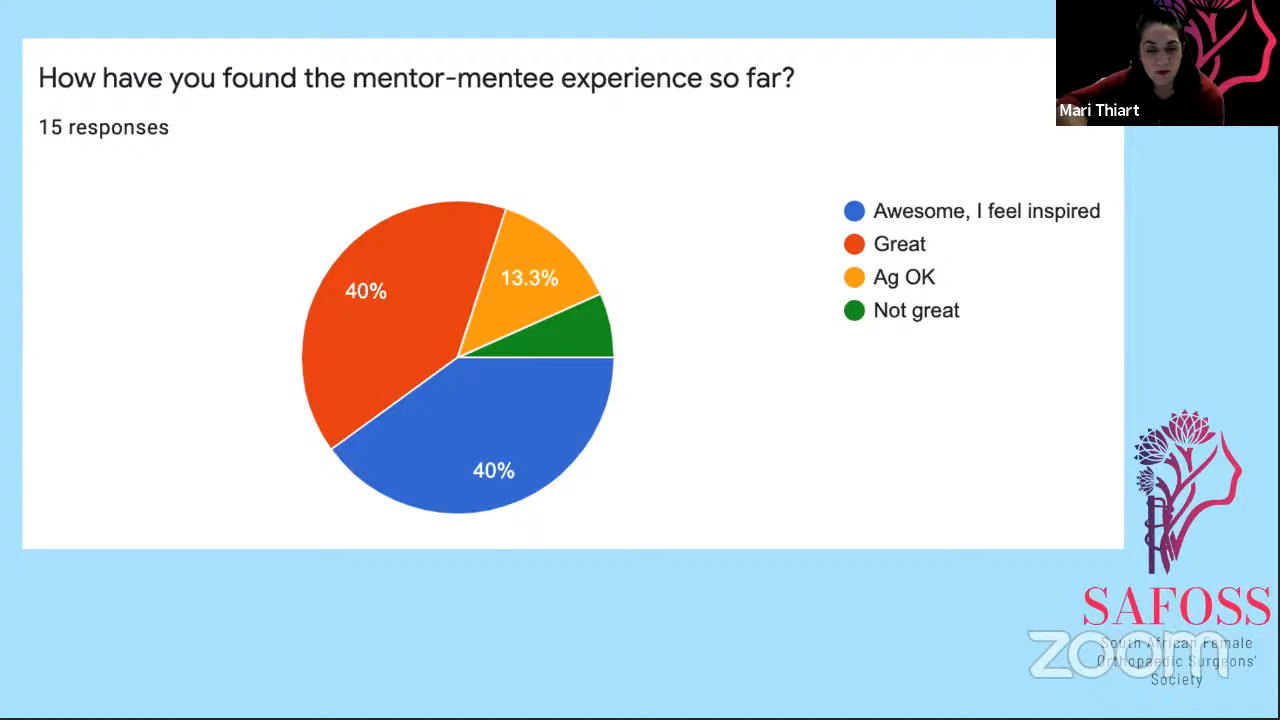 How have you found the mentor-mentee experience so far?
15 responses
Mari Thiart
Awesome, I feel inspired
Great
Ag OK
Not great
40%
13.3%
40%
SAFOSS
South African Female
Orthopaedic Surgeons'
Society
zoom